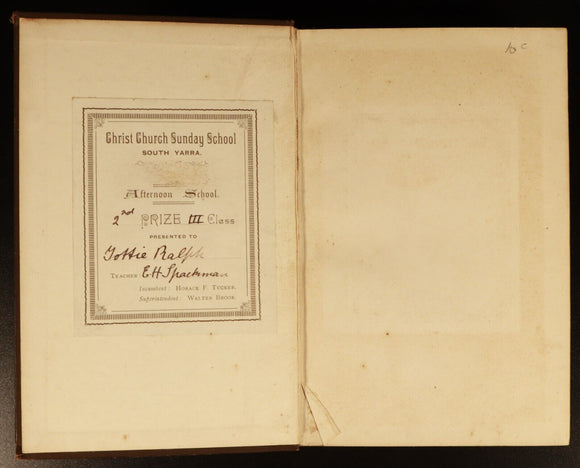 Christ Church Sunday School
SOUTH YARRA.
Afternoon School.
2nd PRIZE III Class
PRESENTED TO
Tottie Ralph
TEACHER E H Spackman
Incumbent: HORACE F. TUCKER.
Superintendent: WALTER BROOK.